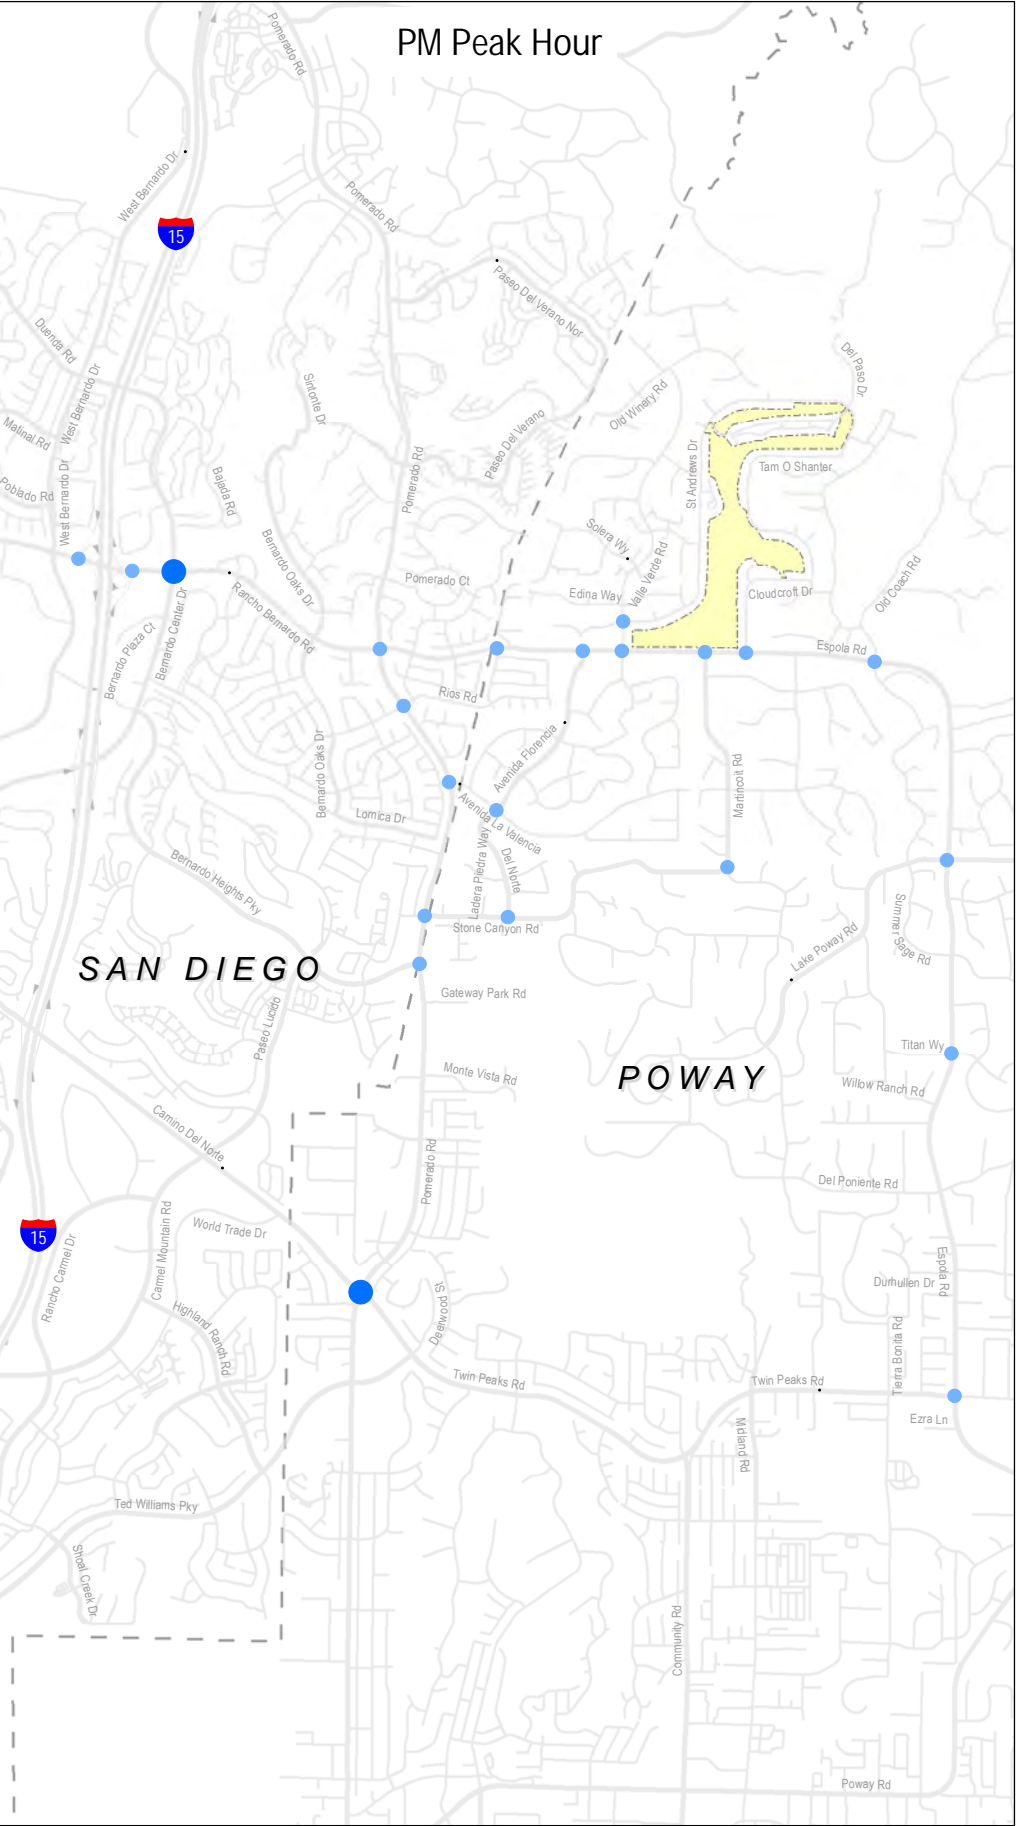 PM Peak Hour
Pomerado Rd
West Bernardo Dr
15
Pomerado Rd
Paseo Del Verano Nor
Duenda Rd
West Bernardo Dr
Sintonte Dr
Del Paso Dr
Old Winery Rd
Matinal Rd
Paseo Del Verano
Pomerado Rd
St Andrews Dr
Tam O Shanter
Poblado Rd
West Bernardo Dr
Bajada Rd
Bernardo Oaks Dr
Solera Wy
Valle Verde Rd
Pomerado Ct
Edina Way
Cloudcroft Dr
Old Coach Rd
Rancho Bernardo Rd
Bernardo Center Dr
Bernardo Plaza Ct
Espola Rd
Rios Rd
Avenida Florencia
Bernardo Oaks Dr
Martincoit Rd
Lomica Dr
Avenida La Valencia
Ladera Piedra Way
Del Norte
Bernardo Heights Pky
Stone Canyon Rd
Summer Sage Rd
Lake Poway Rd
SAN DIEGO
Gateway Park Rd
Paseo Lucido
Titan Wy
Monte Vista Rd
POWAY
Willow Ranch Rd
Camino Del Norte
Pomerado Rd
Del Poniente Rd
World Trade Dr
Carmel Mountain Rd
15
Rancho Carmel Dr
Espola Rd
Durhullen Dr
Deerwood St
Highland Ranch Rd
Tierra Bonita Rd
Twin Peaks Rd
Twin Peaks Rd
Ezra Ln
Midland Rd
Ted Williams Pky
Shoal Creek Dr
Community Rd
Poway Rd